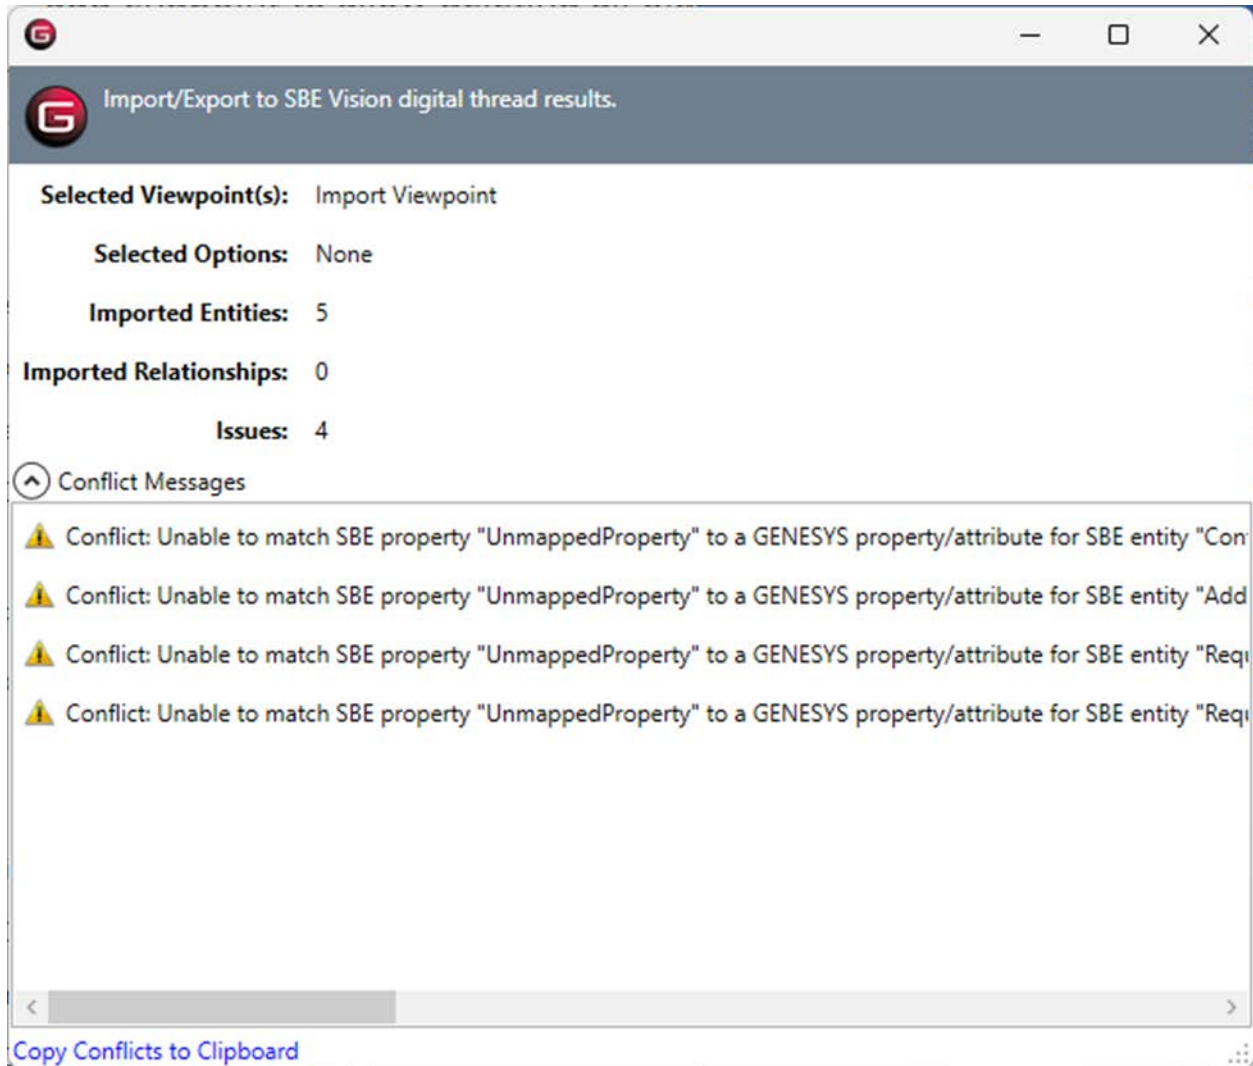 Import/Export to SBE Vision digital thread results.
Selected Viewpoint(s): Import Viewpoint
Selected Options: None
Imported Entities: 5
Imported Relationships: 0
Issues: 4
Conflict Messages
Conflict: Unable to match SBE property "UnmappedProperty" to a GENESYS property/attribute for SBE entity "Con
Conflict: Unable to match SBE property "UnmappedProperty" to a GENESYS property/attribute for SBE entity "Add
Conflict: Unable to match SBE property "UnmappedProperty" to a GENESYS property/attribute for SBE entity "Requ
Conflict: Unable to match SBE property "UnmappedProperty" to a GENESYS property/attribute for SBE entity "Requ
Copy Conflicts to Clipboard